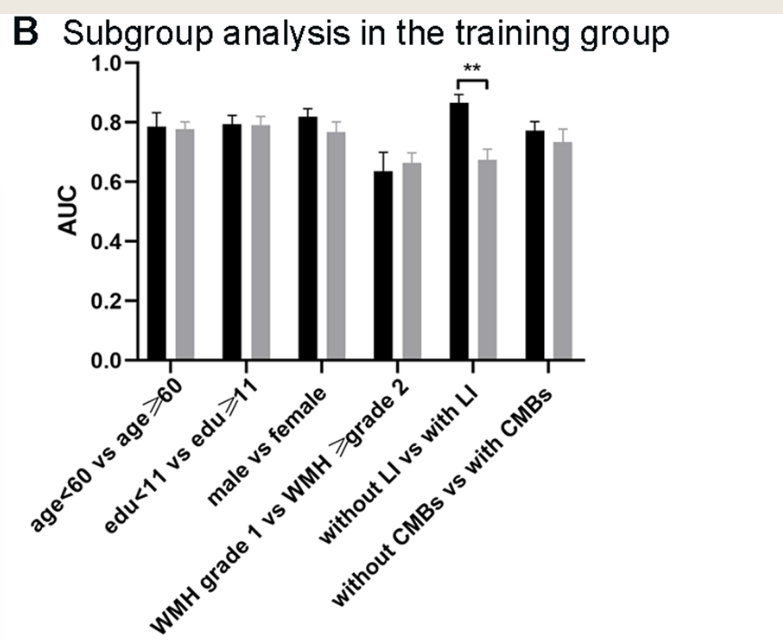 B Subgroup analysis in the training group
1.0
**
0.8
0.6
AUC
0.4
0.2
0.0
age<60 vs age⩾60
edu<11 vs edu⩾11
male vs female
WMH grade 1 vs WMH ⩾grade 2
without LI vs with LI
without CMBs vs with CMBs